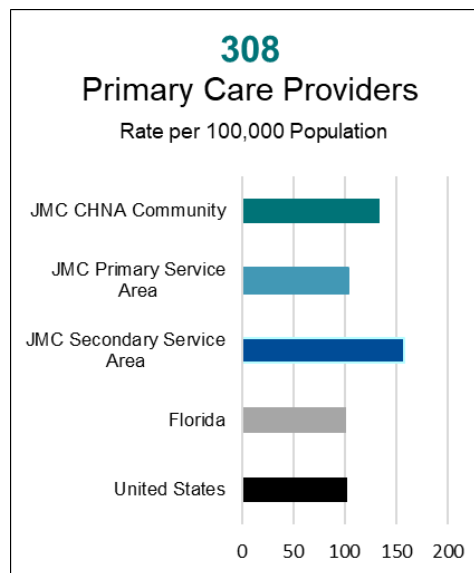 308
Primary Care Providers
Rate per 100,000 Population
JMC CHNA Community
JMC Primary Service
Area
JMC Secondary Service
Area
Florida
United States
0 50 100 150 200